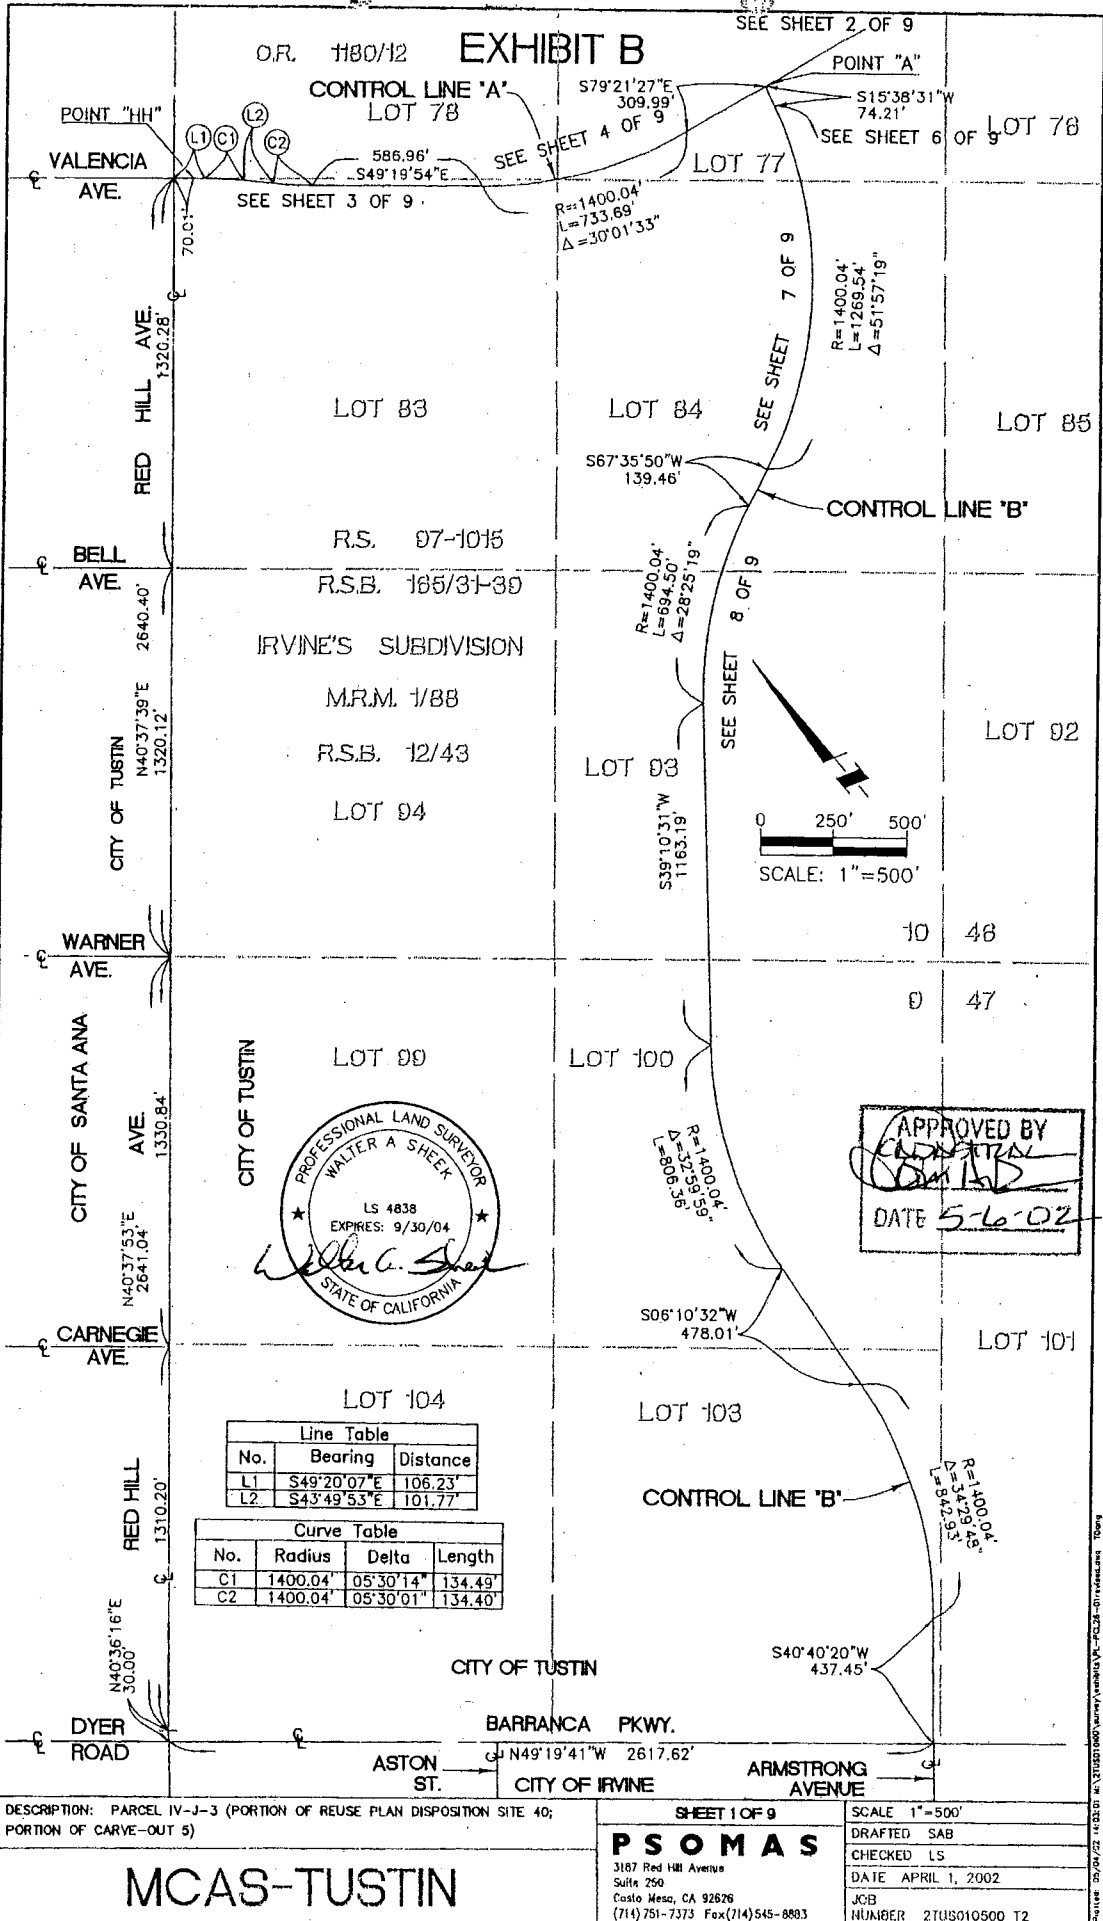 SEE SHEET 2 OF 9
O.R. 1180/12
EXHIBIT B
POINT "A"
CONTROL LINE "A"
LOT 78
S79°21'27"E
309.99'
S15°38'31"W
74.21'
SEE SHEET 6 OF 9
LOT 76
POINT "HH"
L1
C1
L2
C2
SEE SHEET 4 OF 9
LOT 77
VALENCIA
AVE.
586.96'
S49°19'54"E
SEE SHEET 3 OF 9
R=1400.04'
L=733.69'
Δ=30°01'33"
70.01'
SEE SHEET 7 OF 9
R=1400.04'
L=1269.54'
Δ=51°57'19"
RED HILL AVE.
1320.28'
LOT 83
LOT 84
LOT 85
S67°35'50"W
139.46'
CONTROL LINE "B"
R.S. 97-1015
BELL
AVE.
R.S.B. 165/31-39
R=1400.04'
L=694.50'
Δ=28°25'19"
SEE SHEET 8 OF 9
2640.40'
N40°37'39"E
1320.12'
IRVINE'S SUBDIVISION
M.R.M. 1/88
R.S.B. 12/43
LOT 92
LOT 93
CITY OF TUSTIN
LOT 94
S39°10'31"W
1163.19'
0 250' 500'
SCALE: 1"=500'
WARNER
AVE.
10 46
9 47
CITY OF SANTA ANA
AVE.
1330.84'
CITY OF TUSTIN
LOT 99
LOT 100
PROFESSIONAL LAND SURVEYOR
WALTER A SHEEK
LS 4838
EXPIRES: 9/30/04
Walter A. Sheek
STATE OF CALIFORNIA
R=1400.04'
Δ=32°59'59"
L=806.36'
APPROVED BY
CADASTRAL
DATE 5-6-02
N40°37'53"E
2641.04'
S06°10'32"W
478.01'
CARNEGIE
AVE.
LOT 101
LOT 104
LOT 103
Line Table
No. Bearing Distance
L1 S49°20'07"E 106.23'
L2 S43°49'53"E 101.77'
RED HILL
1310.20'
CONTROL LINE "B"
R=1400.04'
Δ=34°29'48"
L=842.93'
Curve Table
No. Radius Delta Length
C1 1400.04' 05°30'14" 134.49'
C2 1400.04' 05°30'01" 134.40'
N40°36'16"E
30.00'
S40°40'20"W
437.45'
CITY OF TUSTIN
DYER
ROAD
BARRANCA PKWY.
N49°19'41"W 2617.62'
ASTON
ST.
CITY OF IRVINE
ARMSTRONG
AVENUE
DESCRIPTION: PARCEL IV-J-3 (PORTION OF REUSE PLAN DISPOSITION SITE 40;
PORTION OF CARVE-OUT 5)
MCAS-TUSTIN
SHEET 1 OF 9
PSOMAS
3187 Red Hill Avenue
Suite 250
Costa Mesa, CA 92626
(714)751-7373 Fax(714)545-8883
SCALE 1"=500'
DRAFTED SAB
CHECKED LS
DATE APRIL 1, 2002
JOB
NUMBER 2TUS010500 T2